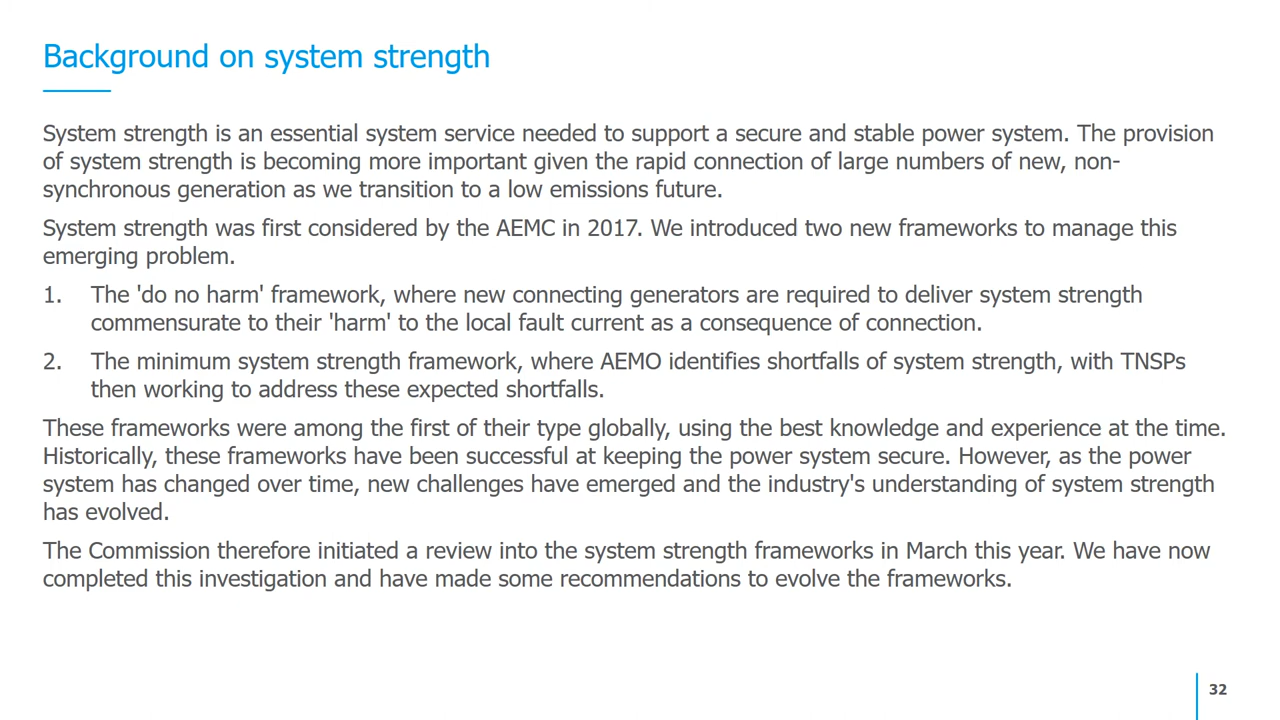 Background on system strength
System strength is an essential system service needed to support a secure and stable power system. The provision
of system strength is becoming more important given the rapid connection of large numbers of new, non-
synchronous generation as we transition to a low emissions future.
System strength was first considered by the AEMC in 2017. We introduced two new frameworks to manage this
emerging problem.
1. The 'do no harm' framework, where new connecting generators are required to deliver system strength
commensurate to their 'harm' to the local fault current as a consequence of connection.
2. The minimum system strength framework, where AEMO identifies shortfalls of system strength, with TNSPs
then working to address these expected shortfalls.
These frameworks were among the first of their type globally, using the best knowledge and experience at the time.
Historically, these frameworks have been successful at keeping the power system secure. However, as the power
system has changed over time, new challenges have emerged and the industry's understanding of system strength
has evolved.
The Commission therefore initiated a review into the system strength frameworks in March this year. We have now
completed this investigation and have made some recommendations to evolve the frameworks.
32